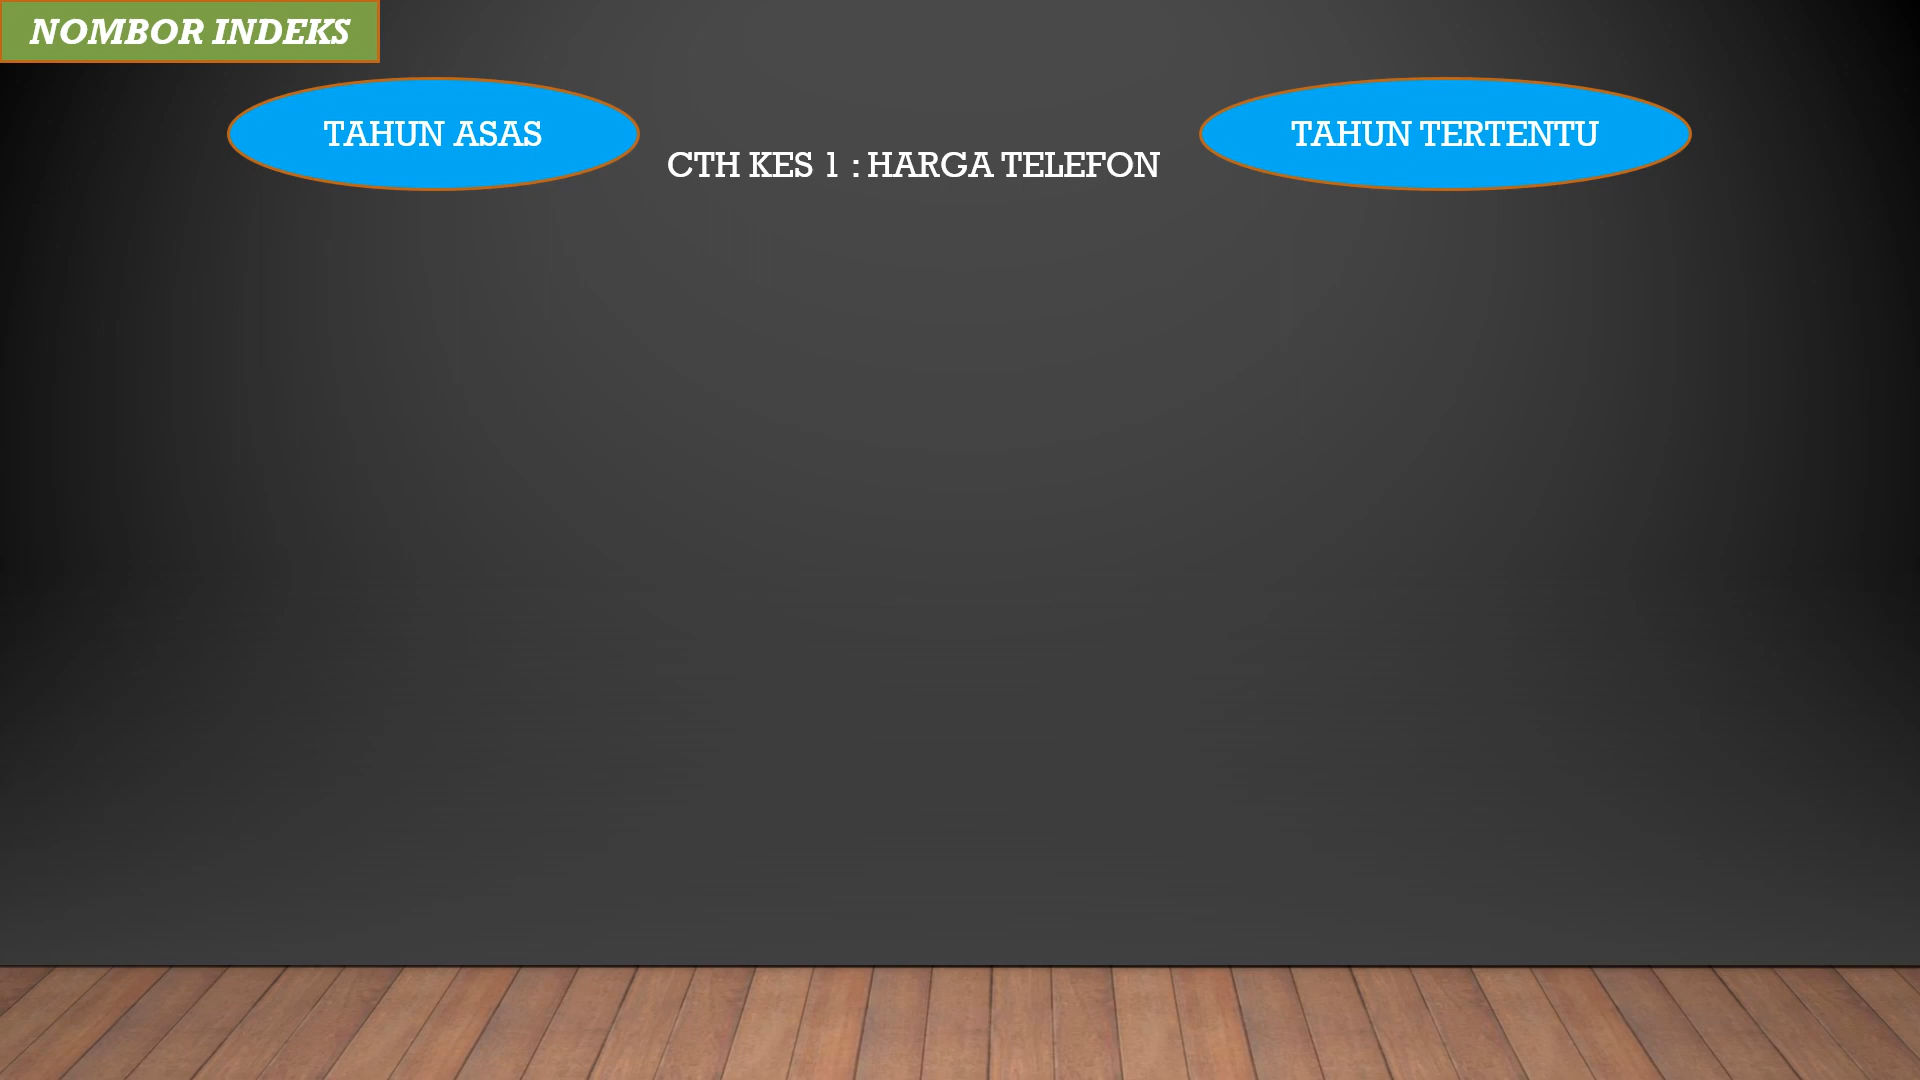 NOMBOR INDEKS
TAHUN ASAS
CTH KES 1 : HARGA TELEFON
TAHUN TERTENTU